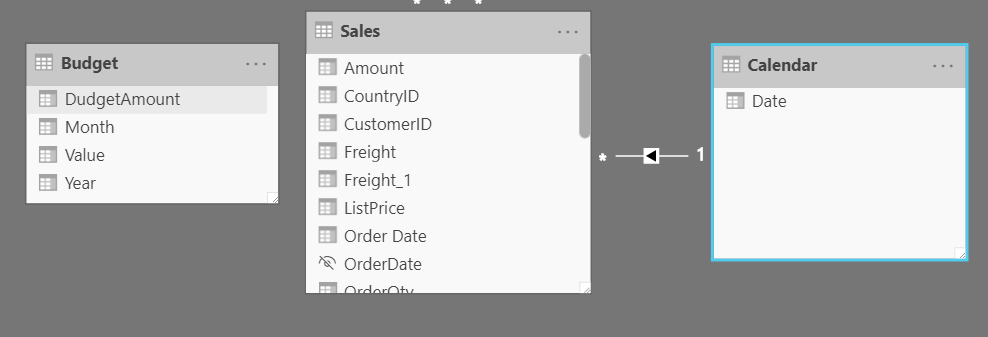 * * *
Budget ...
DudgetAmount
Month
Value
Year
Sales ...
Amount
CountryID
CustomerID
Freight
Freight_1
ListPrice
Order Date
OrderDate
OrderQty
* 1
Calendar ...
Date